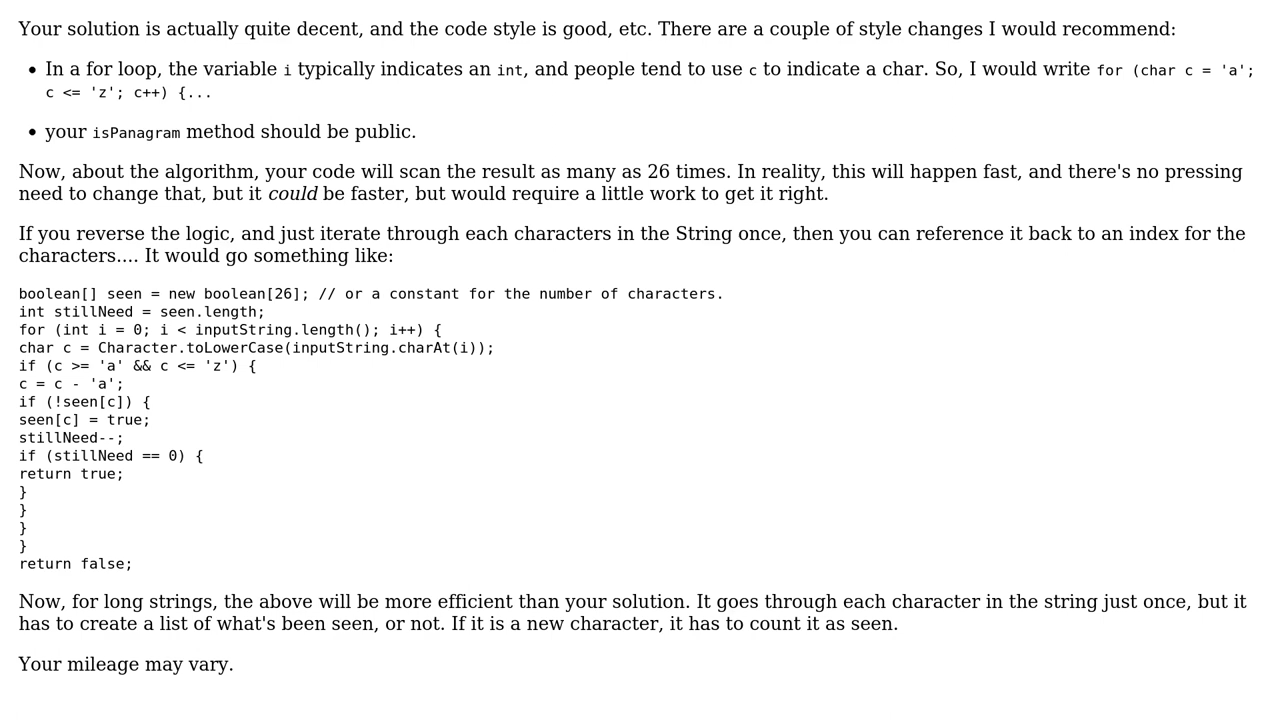 Your solution is actually quite decent, and the code style is good, etc. There are a couple of style changes I would recommend:
• In a for loop, the variable i typically indicates an int, and people tend to use c to indicate a char. So, I would write for (char c = 'a';
c <= 'z'; c++) {...
• your isPanagram method should be public.
Now, about the algorithm, your code will scan the result as many as 26 times. In reality, this will happen fast, and there's no pressing
need to change that, but it could be faster, but would require a little work to get it right.
If you reverse the logic, and just iterate through each characters in the String once, then you can reference it back to an index for the
characters.... It would go something like:
boolean[] seen = new boolean[26]; // or a constant for the number of characters.
int stillNeed = seen.length;
for (int i = 0; i < inputString.length(); i++) {
char c = Character.toLowerCase(inputString.charAt(i));
if (c >= 'a' && c <= 'z') {
c = c - 'a';
if (!seen[c]) {
seen[c] = true;
stillNeed--;
if (stillNeed == 0) {
return true;
}
}
}
}
return false;
Now, for long strings, the above will be more efficient than your solution. It goes through each character in the string just once, but it
has to create a list of what's been seen, or not. If it is a new character, it has to count it as seen.
Your mileage may vary.